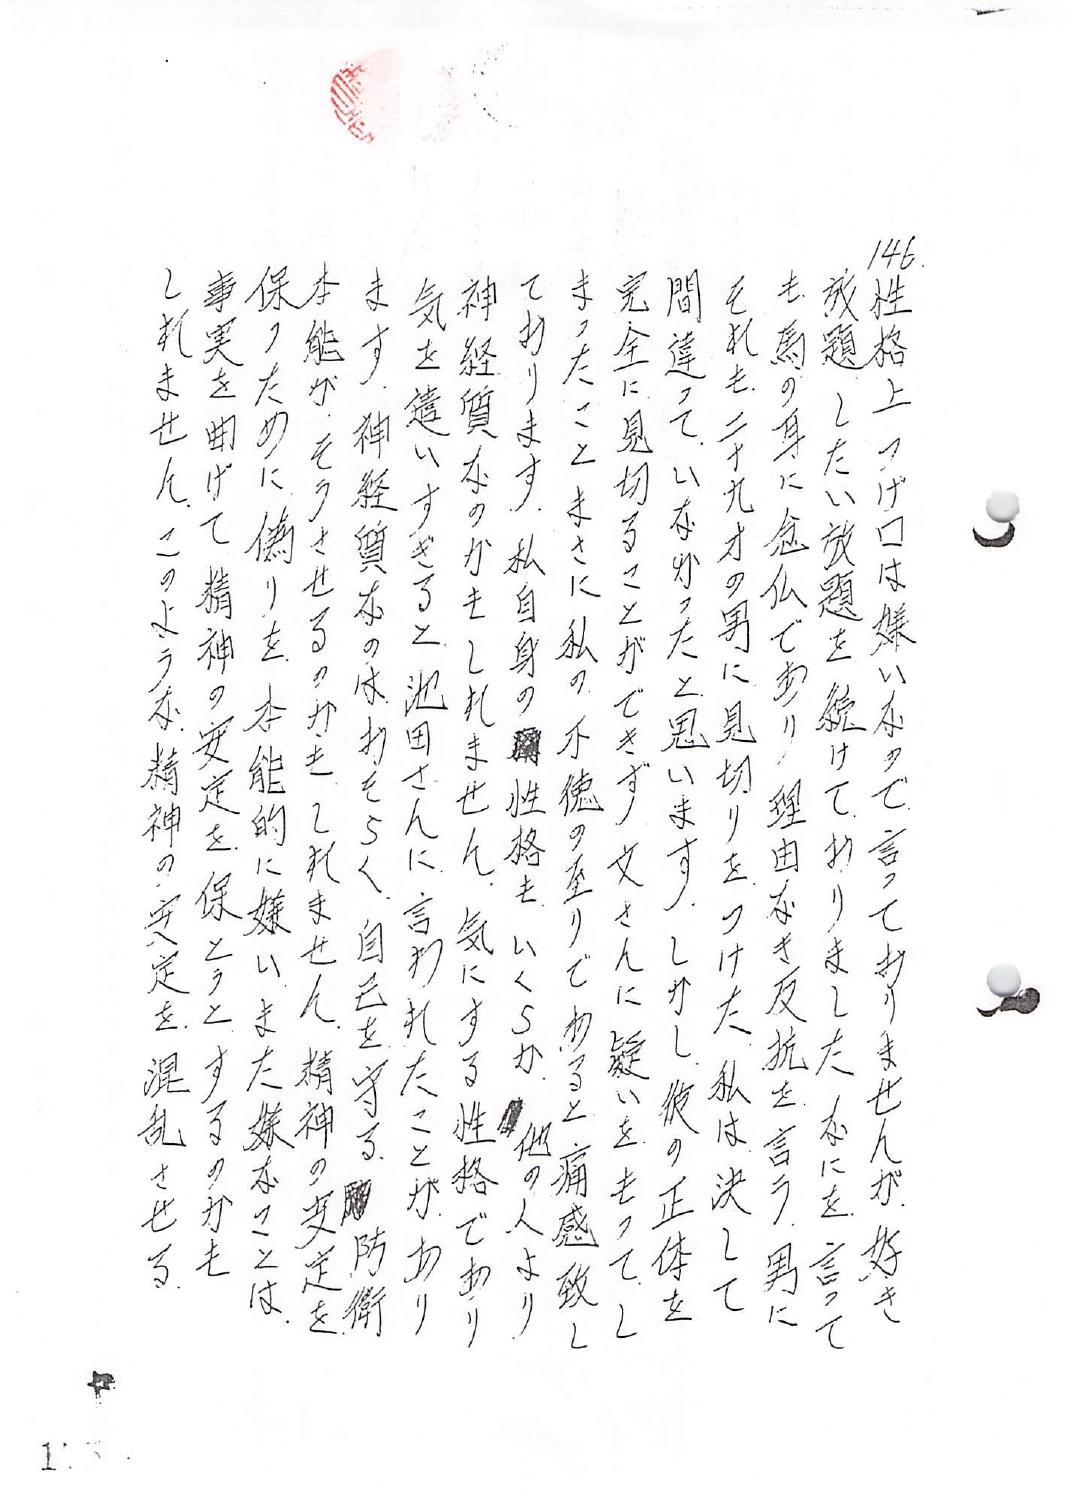 146.
性格上つげ口は嫌いなので、言っておりませんが、好き
放題したい放題を続けておりました。なにを言って
も、馬の耳に念仏であり、理由なき反抗を言う、男に
それも、二十九才の男に見切りをつけた、私は決して
間違って、いなかったと思います。しかし、彼の正体を
完全に見切ることができず、文さんに疑いをもって、し
まったこと、まさに私の、不徳の至りであると、痛感致し
ております。私自身の性格も、いくらか、他の人より
神経質なのかもしれません。気にする性格であり
気を遣いすぎると、池田さんに言われたことが、あり
ます。神経質なのは、おそらく、自己を守る、防衛
本能が、そうさせるのかも、しれません。精神の安定を、
保つために、偽りを、本能的に嫌い、また嫌なことは、
事実を曲げて、精神の安定を、保とうと、するのかも
しれません。このような、精神の、安定を、混乱させる、